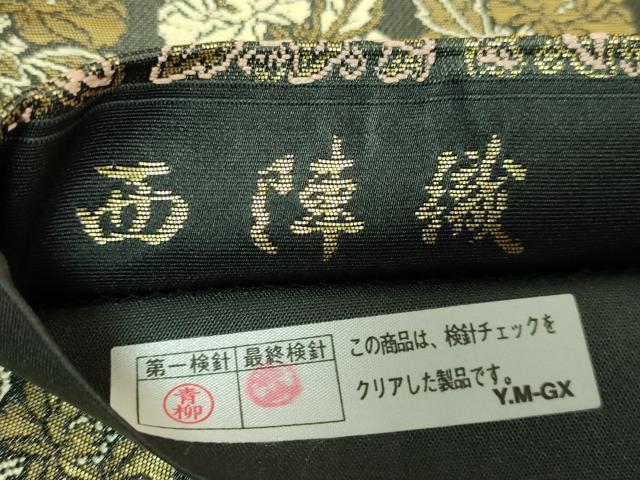 西陣織
第一検針 最終検針
青柳
この商品は、検針チェックを
クリアした製品です。
Y.M-GX